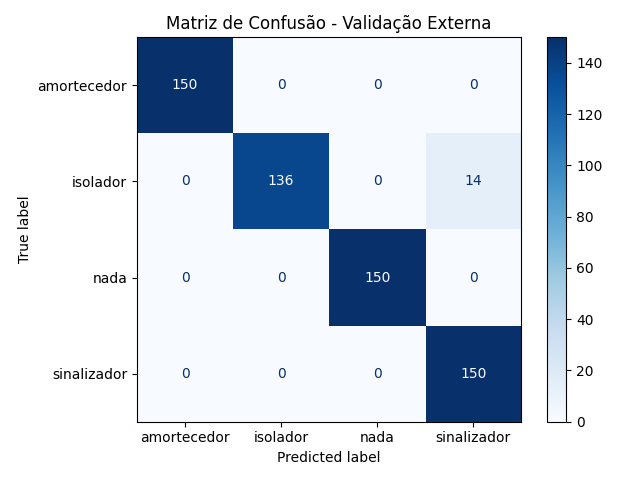 Matriz de Confusão - Validação Externa
True label
amortecedor 150 0 0 0
isolador 0 136 0 14
nada 0 0 150 0
sinalizador 0 0 0 150
amortecedor isolador nada sinalizador
Predicted label
140
120
100
80
60
40
20
0